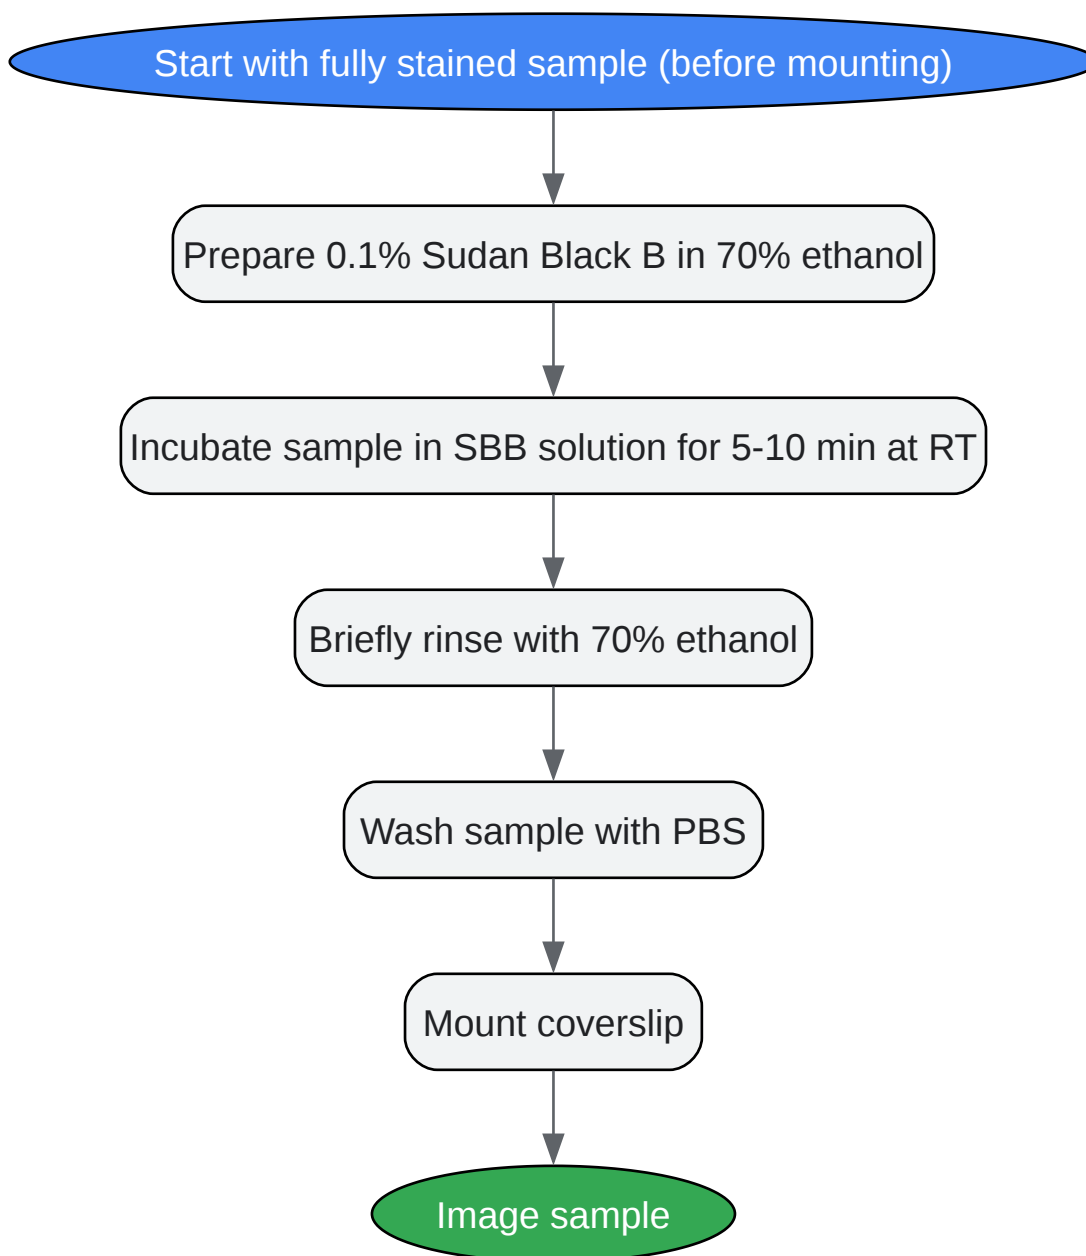 Start with fully stained sample (before mounting)
Prepare 0.1% Sudan Black B in 70% ethanol
Incubate sample in SBB solution for 5-10 min at RT
Briefly rinse with 70% ethanol
Wash sample with PBS
Mount coverslip
Image sample